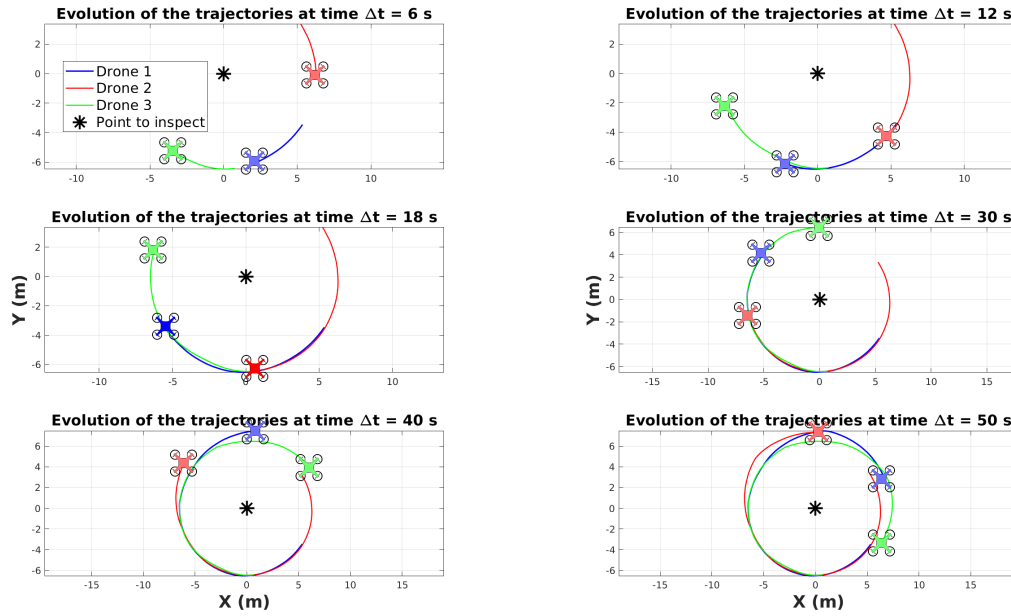 Evolution of the trajectories at time Δt = 6 s
2
0
-2
-4
-6
Drone 1
Drone 2
Drone 3
Point to inspect
-10 -5 0 5 10
Evolution of the trajectories at time Δt = 12 s
2
0
-2
-4
-6
-10 -5 0 5 10
Evolution of the trajectories at time Δt = 18 s
Y (m)
2
0
-2
-4
-6
-10 -5 0 5 10
Evolution of the trajectories at time Δt = 30 s
Y (m)
6
4
2
0
-2
-4
-6
-15 -10 -5 0 5 10 15
Evolution of the trajectories at time Δt = 40 s
6
4
2
0
-2
-4
-6
-15 -10 -5 0 5 10 15
X (m)
Evolution of the trajectories at time Δt = 50 s
6
4
2
0
-2
-4
-6
-15 -10 -5 0 5 10 15
X (m)